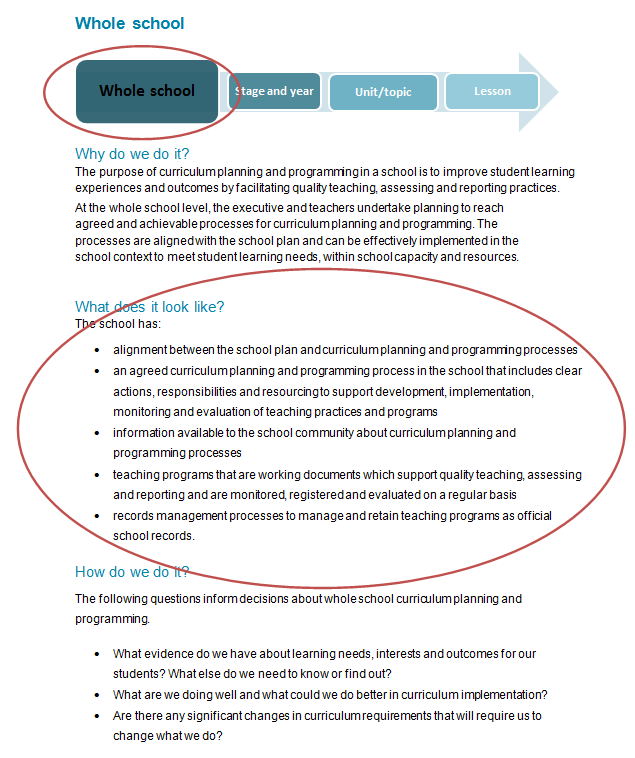 Whole school
Whole school
Stage and year
Unit/topic
Lesson
Why do we do it?
The purpose of curriculum planning and programming in a school is to improve student learning
experiences and outcomes by facilitating quality teaching, assessing and reporting practices.
At the whole school level, the executive and teachers undertake planning to reach
agreed and achievable processes for curriculum planning and programming. The
processes are aligned with the school plan and can be effectively implemented in the
school context to meet student learning needs, within school capacity and resources.
What does it look like?
The school has:
• alignment between the school plan and curriculum planning and programming processes
• an agreed curriculum planning and programming process in the school that includes clear
actions, responsibilities and resourcing to support development, implementation,
monitoring and evaluation of teaching practices and programs
• information available to the school community about curriculum planning and
programming processes
• teaching programs that are working documents which support quality teaching, assessing
and reporting and are monitored, registered and evaluated on a regular basis
• records management processes to manage and retain teaching programs as official
school records.
How do we do it?
The following questions inform decisions about whole school curriculum planning and
programming.
• What evidence do we have about learning needs, interests and outcomes for our
students? What else do we need to know or find out?
• What are we doing well and what could we do better in curriculum implementation?
• Are there any significant changes in curriculum requirements that will require us to
change what we do?